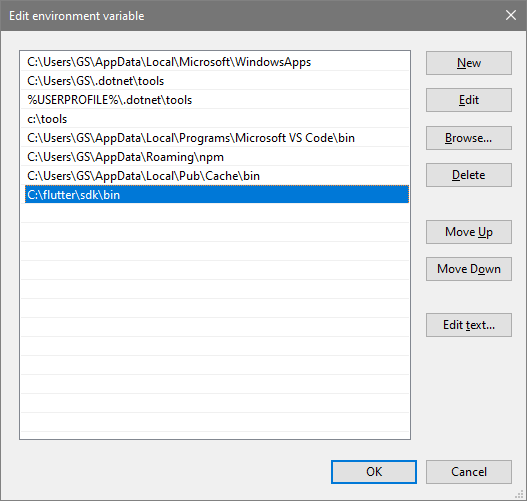 Edit environment variable
C:\Users\GS\AppData\Local\Microsoft\WindowsApps
C:\Users\GS\.dotnet\tools
%USERPROFILE%\.dotnet\tools
c:\tools
C:\Users\GS\AppData\Local\Programs\Microsoft VS Code\bin
C:\Users\GS\AppData\Roaming\npm
C:\Users\GS\AppData\Local\Pub\Cache\bin
C:\flutter\sdk\bin
New
Edit
Browse...
Delete
Move Up
Move Down
Edit text...
OK
Cancel